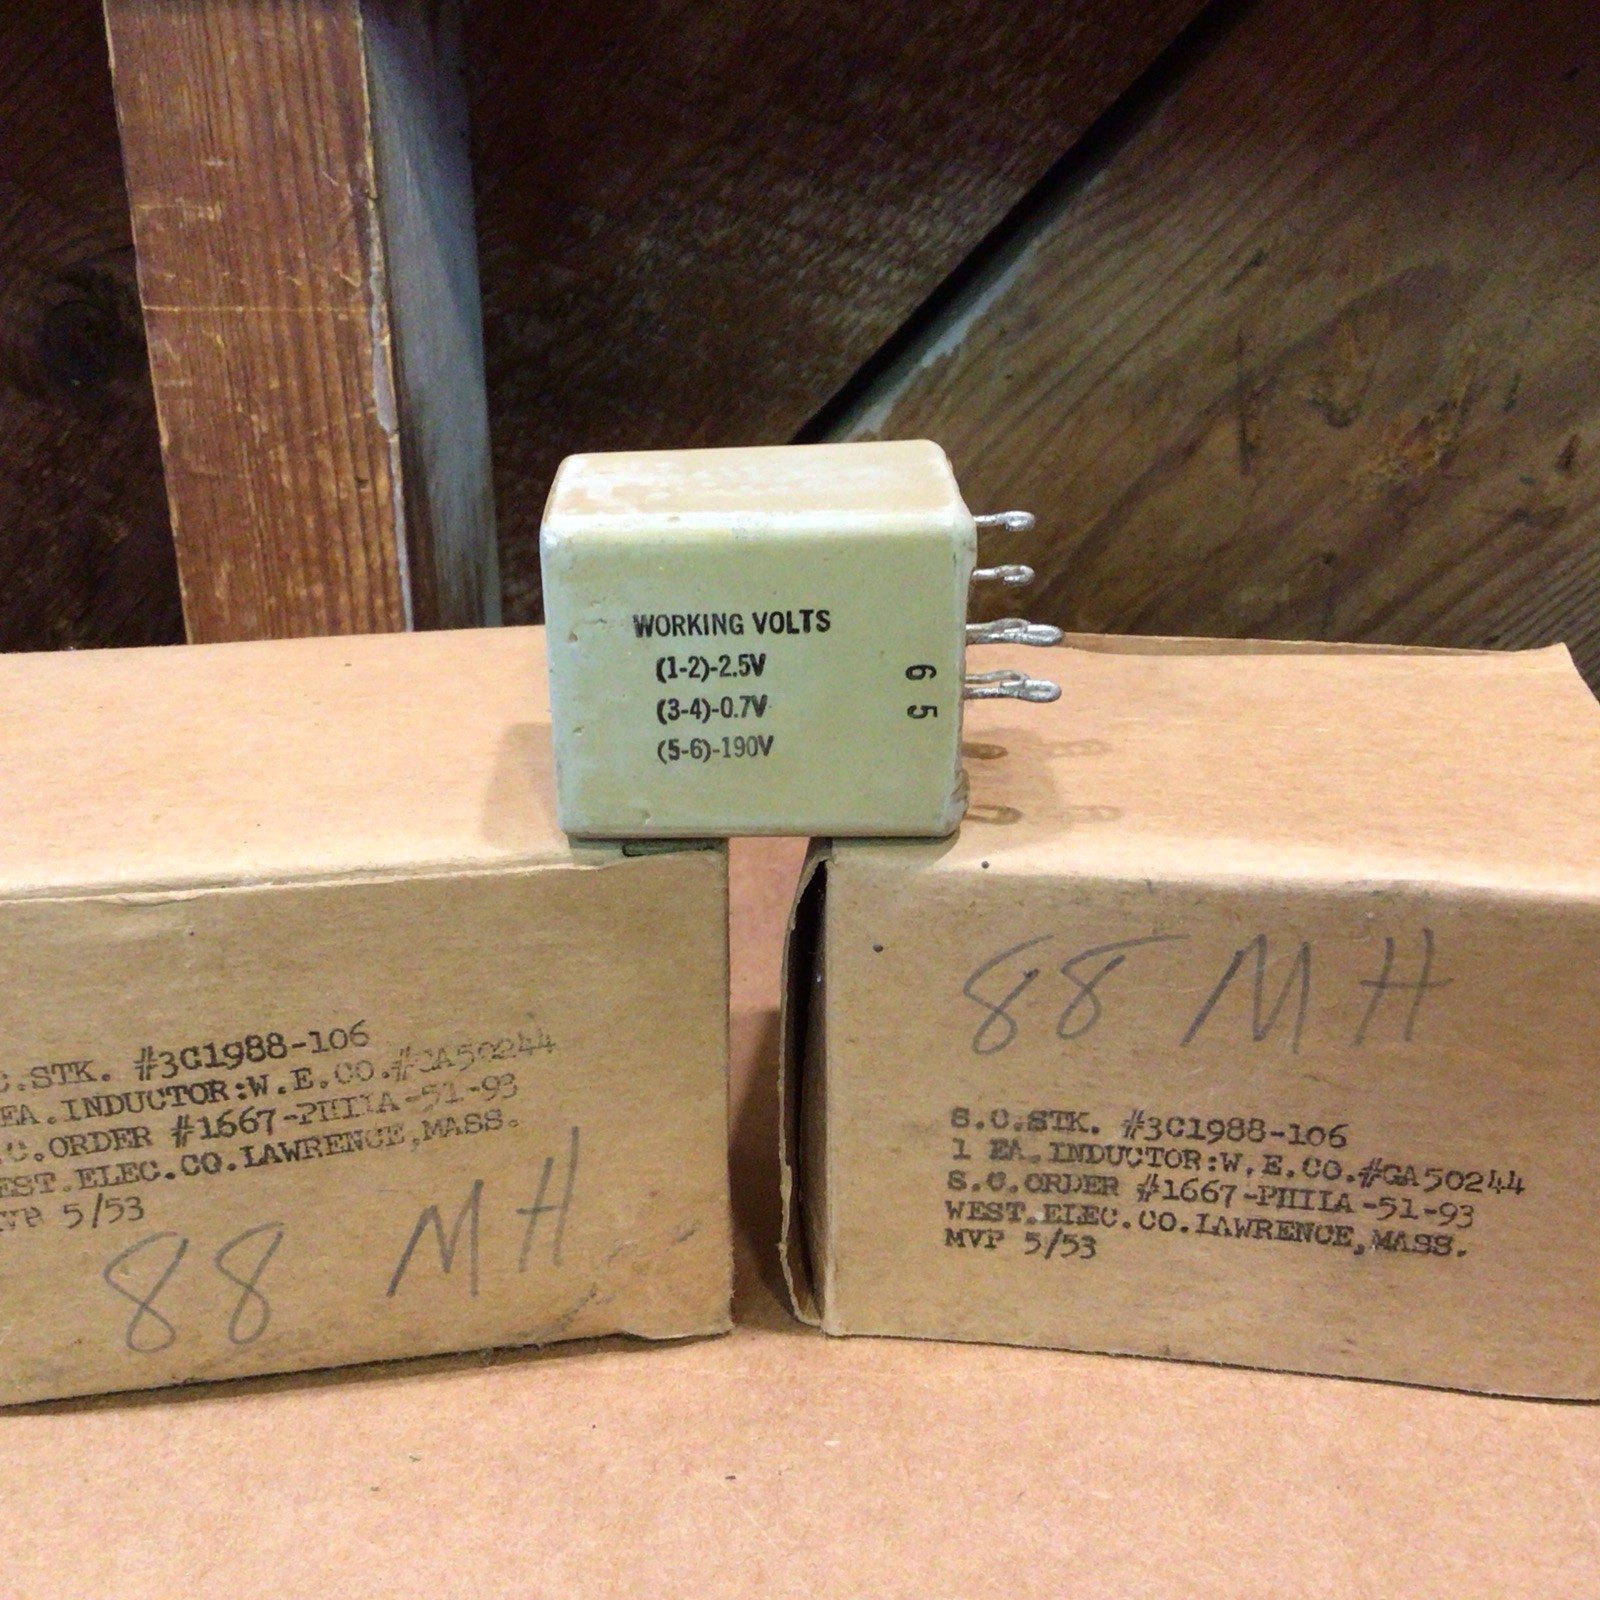 WORKING VOLTS
(1-2)-2.5V
(3-4)-0.7V
(5-6)-190V
6
5
C.STK. #3C1988-106
EA.INDUCTOR:W.E.CO.#GA50244
.C.ORDER #1667-PHILA-51-93
EST.ELEC.CO.LAWRENCE,MASS.
5/53
88 MH
88 MH
S.C.STK. #3C1988-106
1 EA.INDUCTOR:W.E.CO.#GA50244
S.C.ORDER #1667-PHILA-51-93
WEST.ELEC.CO.LAWRENCE,MASS.
MVP 5/53